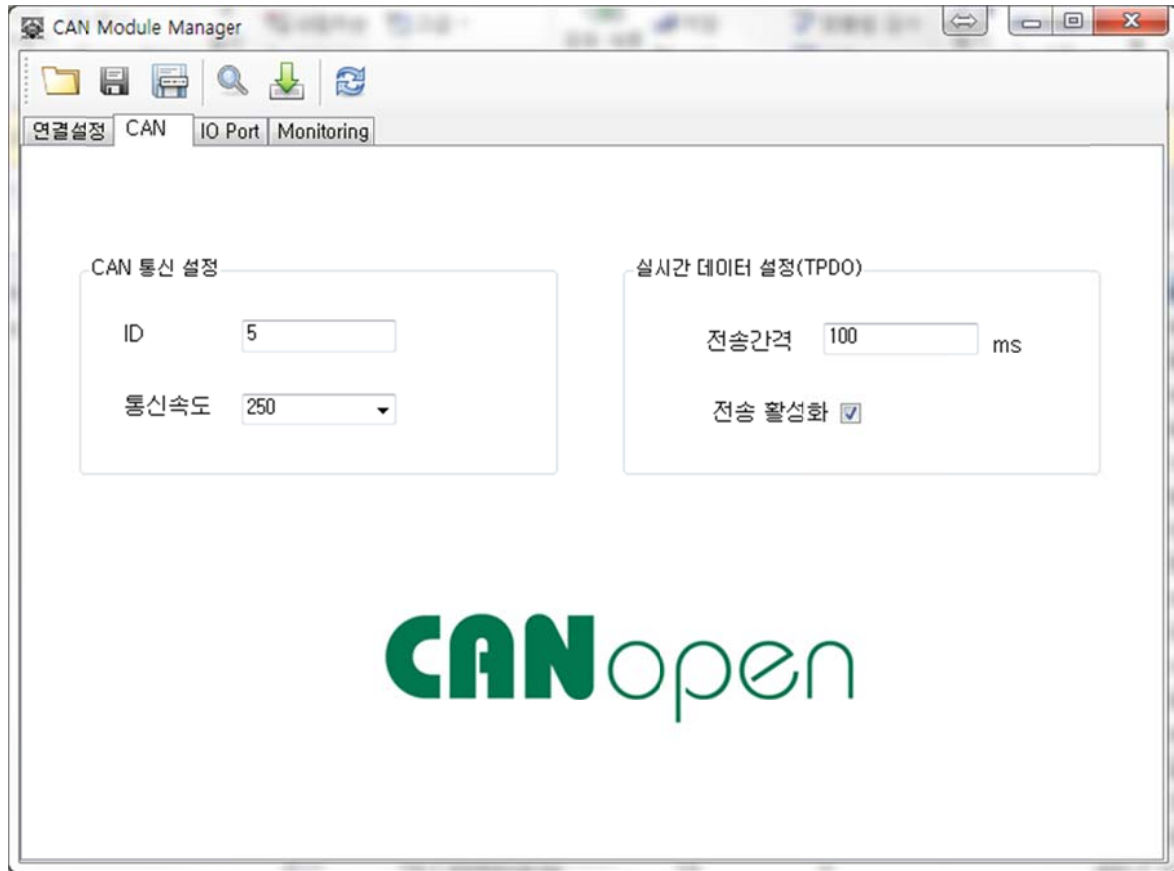 CAN Module Manager
연결설정 CAN IO Port Monitoring
CAN 통신 설정
ID 5
통신속도 250
실시간 데이터 설정(TPDO)
전송간격 100 ms
전송 활성화
CANopen